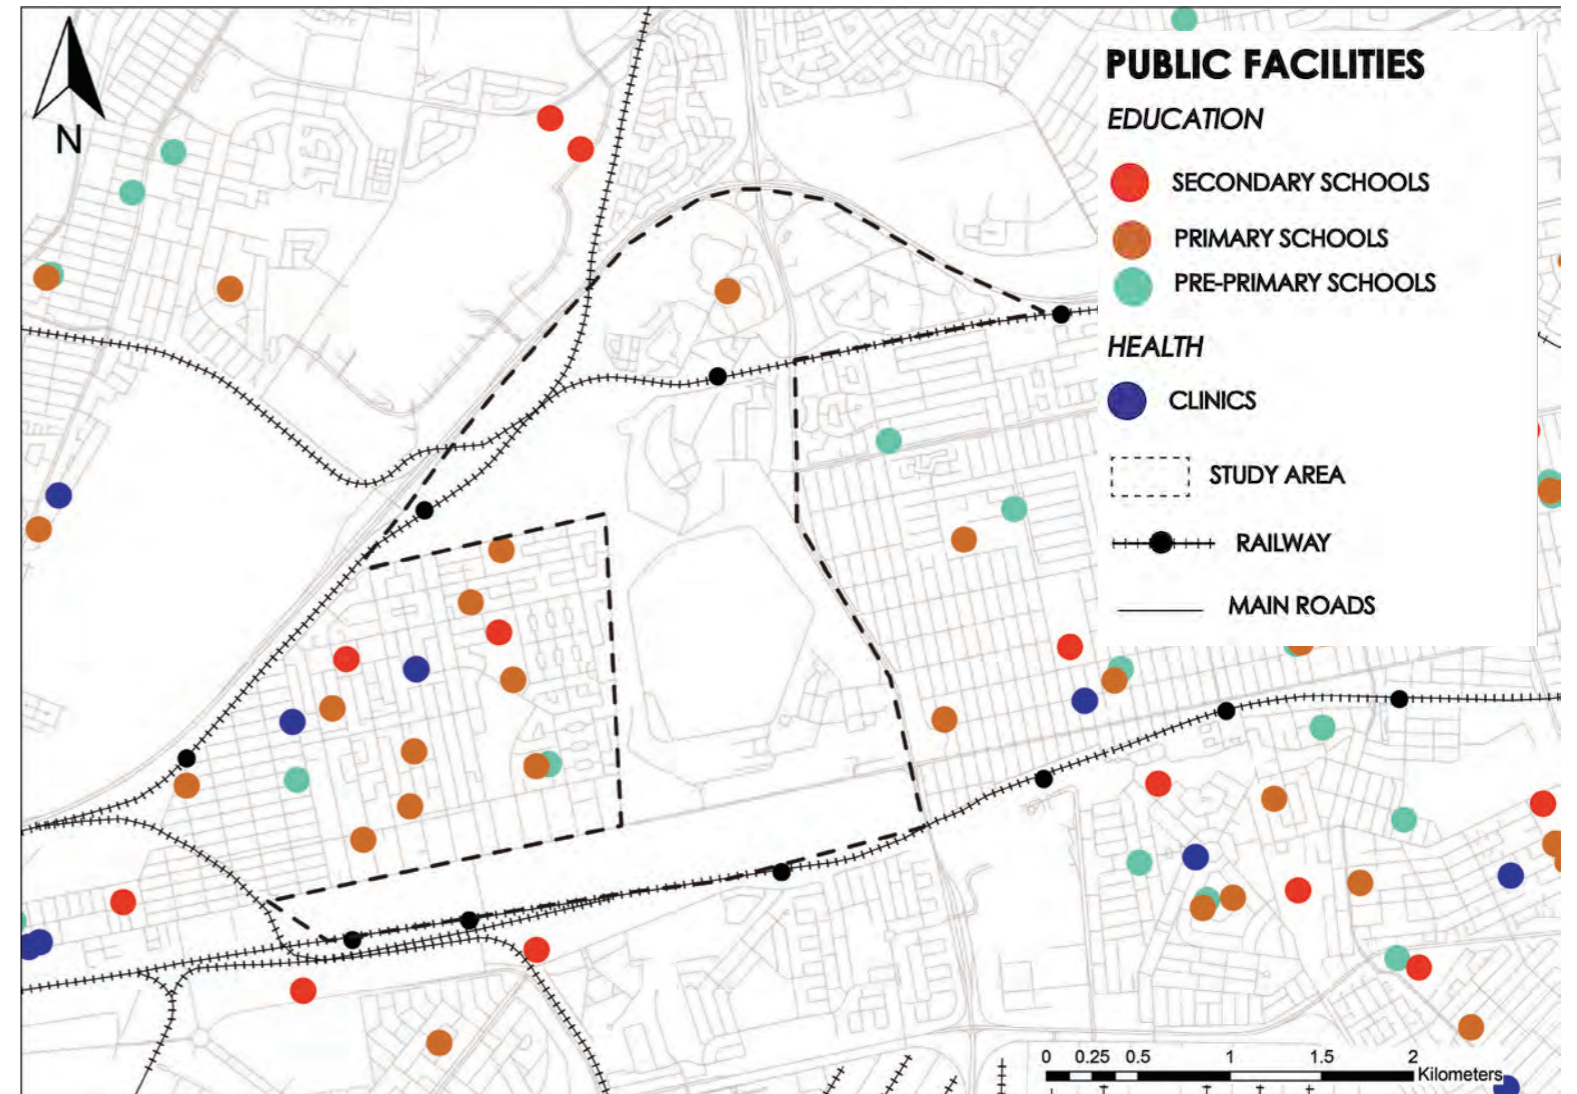 N
PUBLIC FACILITIES
EDUCATION
SECONDARY SCHOOLS
PRIMARY SCHOOLS
PRE-PRIMARY SCHOOLS
HEALTH
CLINICS
STUDY AREA
RAILWAY
MAIN ROADS
0 0.25 0.5 1 1.5 2
Kilometers